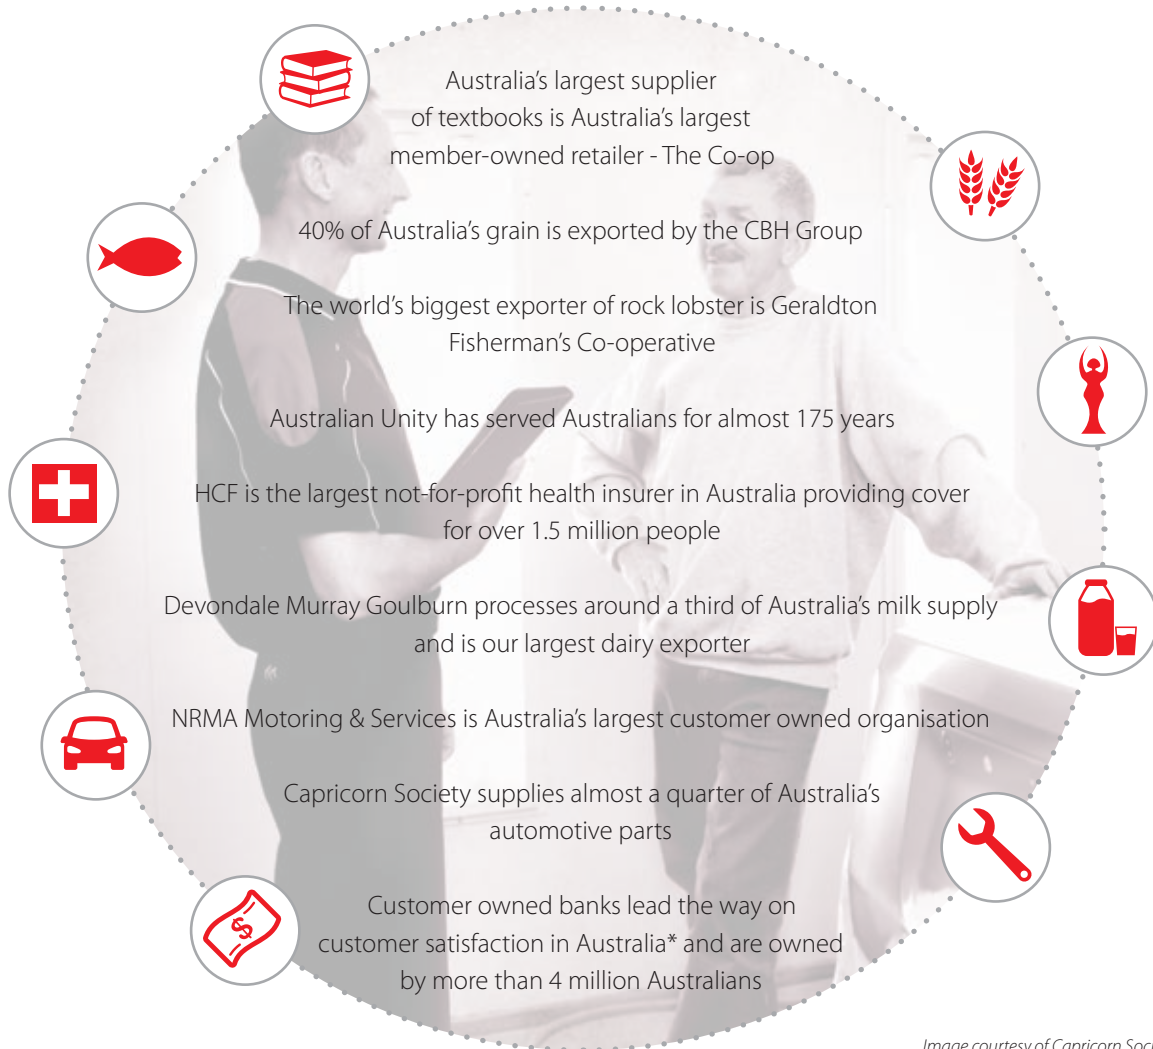 Australia's largest supplier
of textbooks is Australia's largest
member-owned retailer - The Co-op
40% of Australia's grain is exported by the CBH Group
The world's biggest exporter of rock lobster is Geraldton
Fisherman's Co-operative
Australian Unity has served Australians for almost 175 years
HCF is the largest not-for-profit health insurer in Australia providing cover
for over 1.5 million people
Devondale Murray Goulburn processes around a third of Australia's milk supply
and is our largest dairy exporter
NRMA Motoring & Services is Australia's largest customer owned organisation
Capricorn Society supplies almost a quarter of Australia's
automotive parts
$
Customer owned banks lead the way on
customer satisfaction in Australia* and are owned
by more than 4 million Australians
Image courtesy of Capricorn Soci